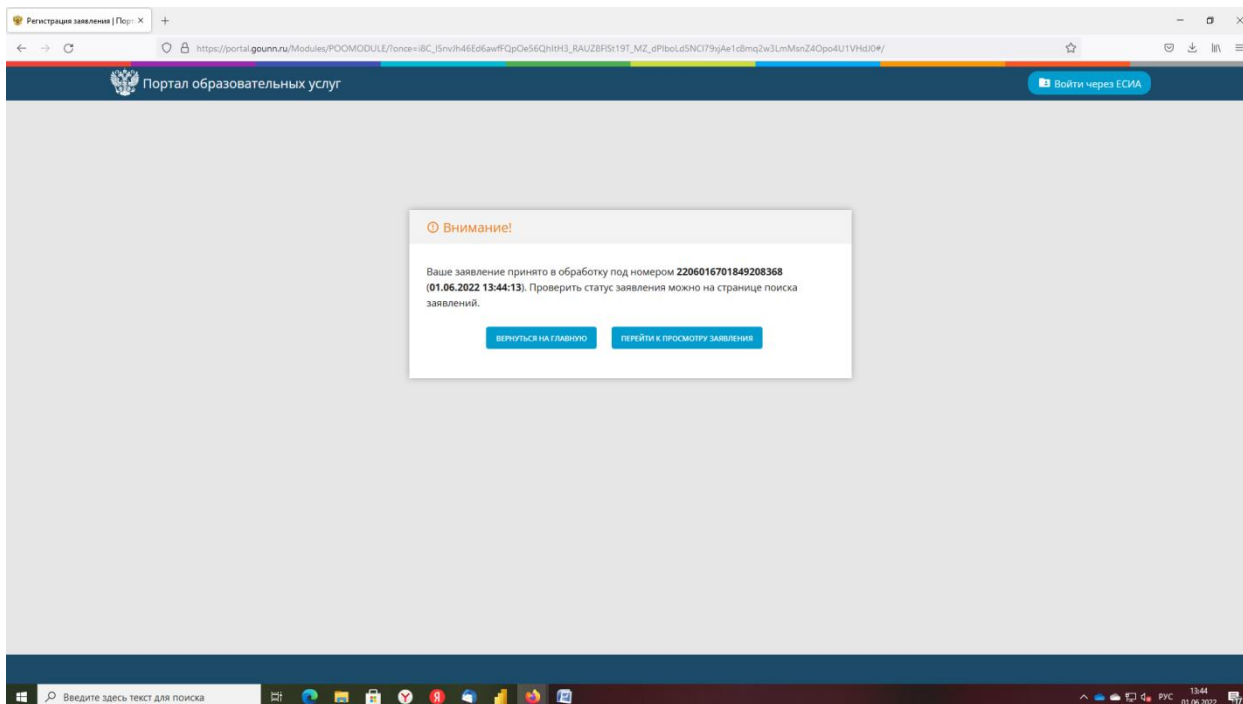 Регистрация заявления | Порт
https://portal.gounn.ru/Modules/POOMODULE/?once=
Портал образовательных услуг
Войти через ЕСИА
Внимание!
Ваше заявление принято в обработку под номером 2206016701849208368
(01.06.2022 13:44:13). Проверить статус заявления можно на странице поиска
заявлений.
ВЕРНУТЬСЯ НА ГЛАВНУЮ
ПЕРЕЙТИ К ПРОСМОТРУ ЗАЯВЛЕНИЯ
Введите здесь текст для поиска
РУС
13:44
01.06.2022